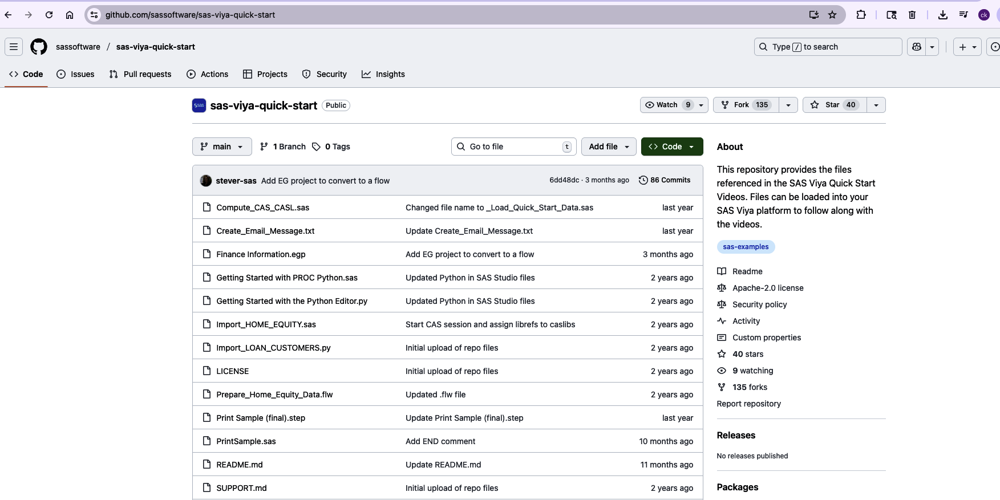 github.com/sassoftware/sas-viya-quick-start
ck
sassoftware / sas-viya-quick-start
Type / to search
Code Issues Pull requests Actions Projects Security Insights
sas sas-viya-quick-start Public
Watch 9 Fork 135 Star 40
main 1 Branch 0 Tags Go to file t Add file Code
stever-sas Add EG project to convert to a flow 6dd48dc · 3 months ago 86 Commits
Compute_CAS_CASL.sas Changed file name to _Load_Quick_Start_Data.sas last year
Create_Email_Message.txt Update Create_Email_Message.txt last year
Finance Information.egp Add EG project to convert to a flow 3 months ago
Getting Started with PROC Python.sas Updated Python in SAS Studio files 2 years ago
Getting Started with the Python Editor.py Updated Python in SAS Studio files 2 years ago
Import_HOME_EQUITY.sas Start CAS session and assign librefs to caslibs 2 years ago
Import_LOAN_CUSTOMERS.py Initial upload of repo files 2 years ago
LICENSE Initial upload of repo files 2 years ago
Prepare_Home_Equity_Data.flw Updated .flw file 2 years ago
Print Sample (final).step Update Print Sample (final).step last year
PrintSample.sas Add END comment 10 months ago
README.md Update README.md 11 months ago
SUPPORT.md Initial upload of repo files 2 years ago
About
This repository provides the files
referenced in the SAS Viya Quick Start
Videos. Files can be loaded into your
SAS Viya platform to follow along with
the videos.
sas-examples
Readme
Apache-2.0 license
Security policy
Activity
Custom properties
40 stars
9 watching
135 forks
Report repository
Releases
No releases published
Packages